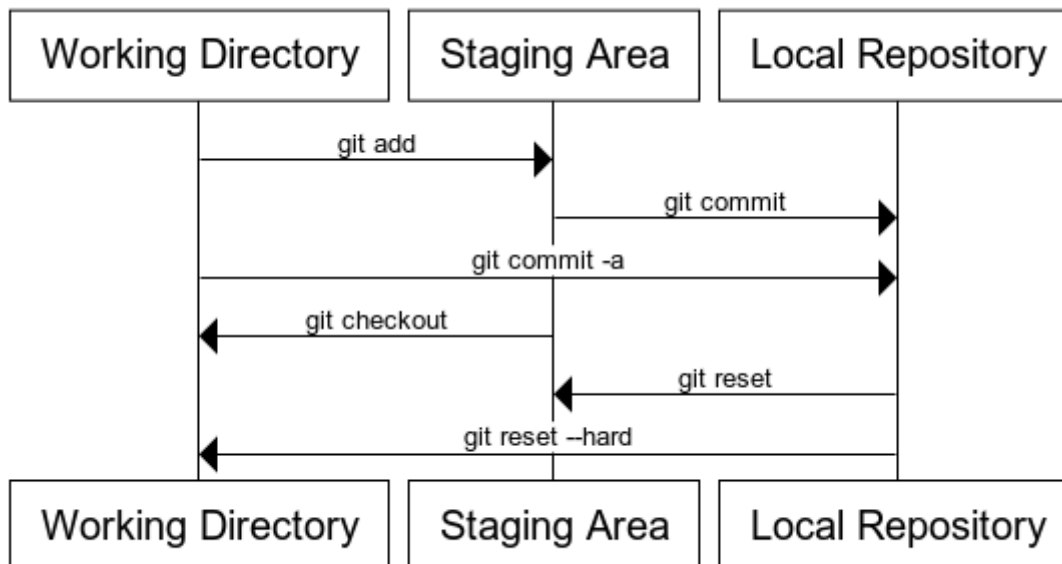 Working Directory
Staging Area
Local Repository
git add
git commit
git commit -a
git checkout
git reset
git reset --hard
Working Directory
Staging Area
Local Repository